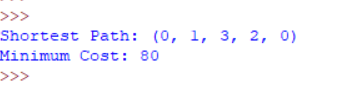 >>>
>>>
Shortest Path: (0, 1, 3, 2, 0)
Minimum Cost: 80
>>>